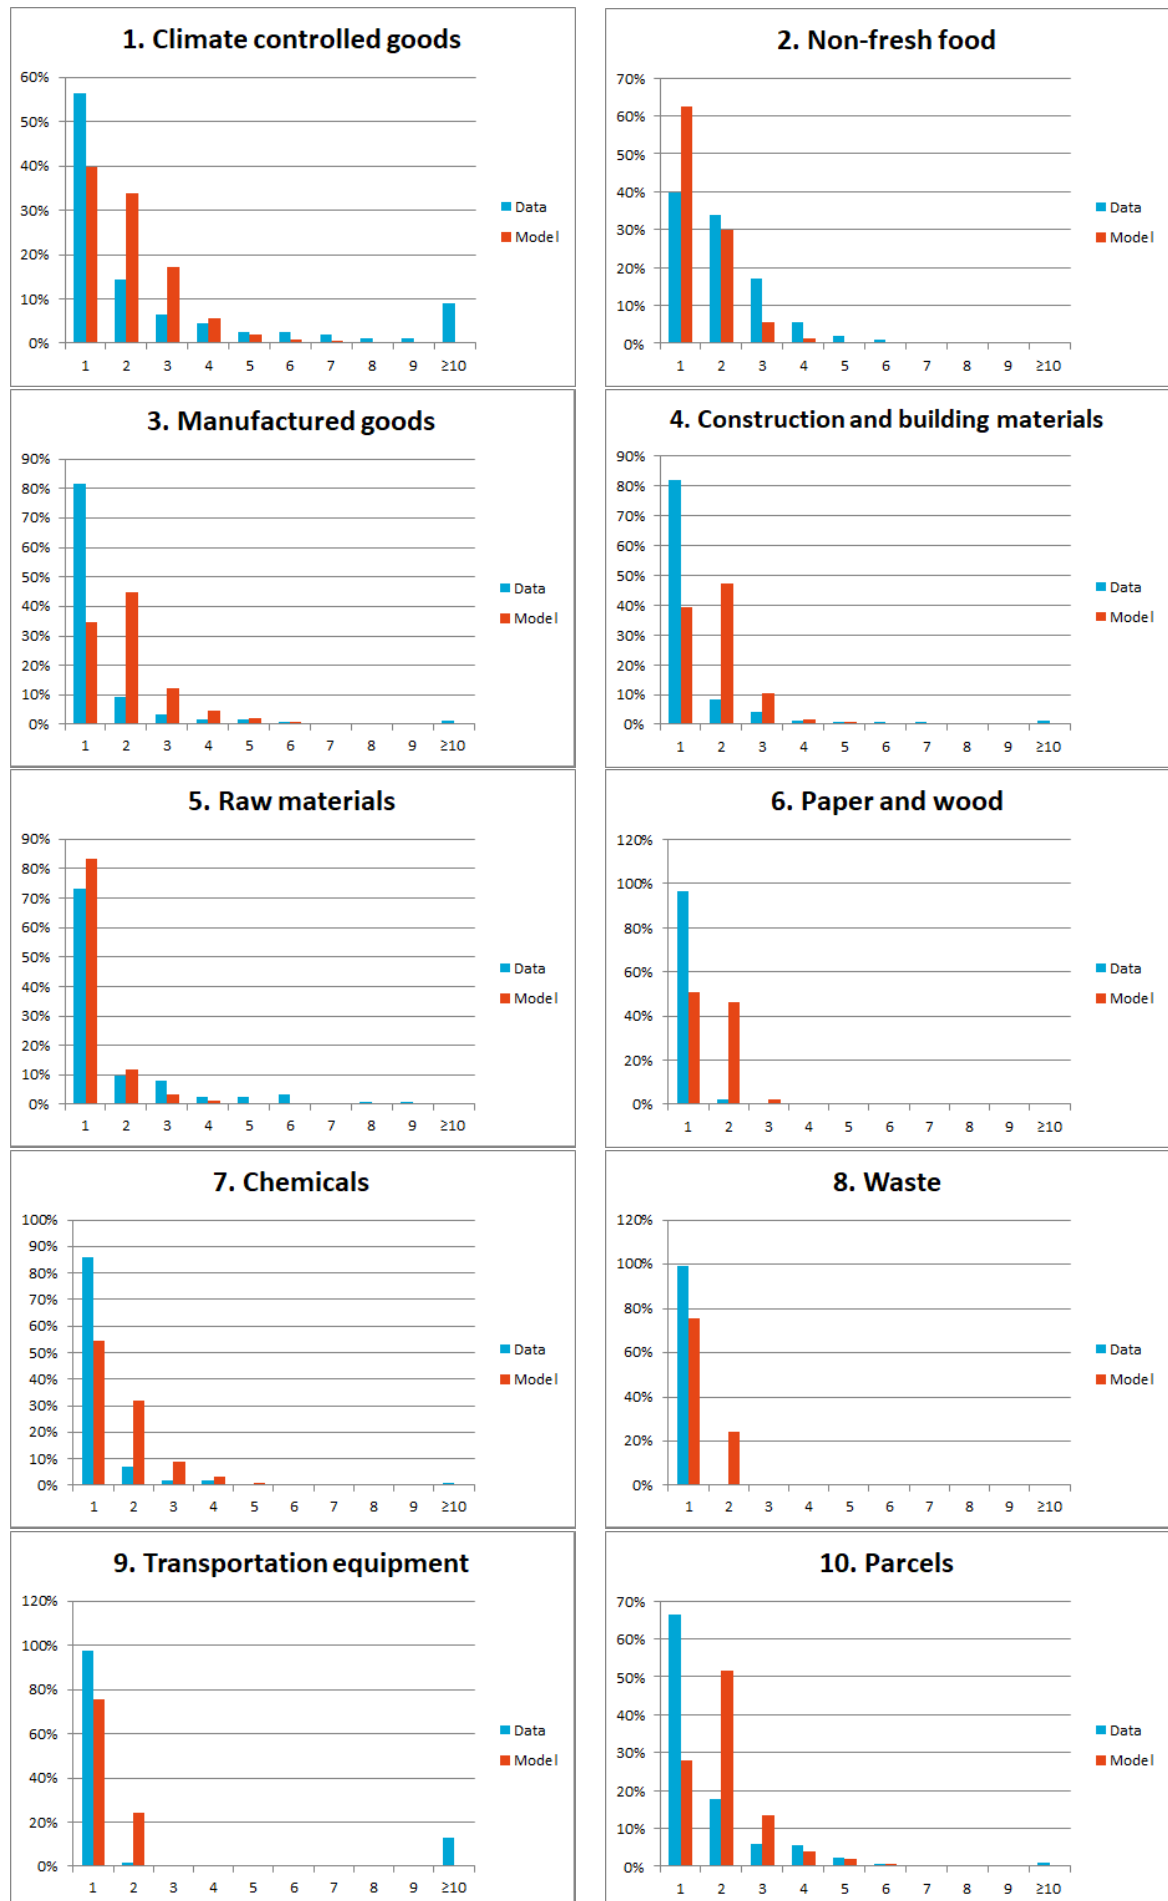 1. Climate controlled goods
60%
50%
40%
30%
20%
10%
0%
1 2 3 4 5 6 7 8 9 ≥10
Data
Model
2. Non-fresh food
70%
60%
50%
40%
30%
20%
10%
0%
1 2 3 4 5 6 7 8 9 ≥10
Data
Model
3. Manufactured goods
90%
80%
70%
60%
50%
40%
30%
20%
10%
0%
1 2 3 4 5 6 7 8 9 ≥10
Data
Model
4. Construction and building materials
90%
80%
70%
60%
50%
40%
30%
20%
10%
0%
1 2 3 4 5 6 7 8 9 ≥10
Data
Model
5. Raw materials
90%
80%
70%
60%
50%
40%
30%
20%
10%
0%
1 2 3 4 5 6 7 8 9 ≥10
Data
Model
6. Paper and wood
120%
100%
80%
60%
40%
20%
0%
1 2 3 4 5 6 7 8 9 ≥10
Data
Model
7. Chemicals
100%
90%
80%
70%
60%
50%
40%
30%
20%
10%
0%
1 2 3 4 5 6 7 8 9 ≥10
Data
Model
8. Waste
120%
100%
80%
60%
40%
20%
0%
1 2 3 4 5 6 7 8 9 ≥10
Data
Model
9. Transportation equipment
120%
100%
80%
60%
40%
20%
0%
1 2 3 4 5 6 7 8 9 ≥10
Data
Model
10. Parcels
70%
60%
50%
40%
30%
20%
10%
0%
1 2 3 4 5 6 7 8 9 ≥10
Data
Model